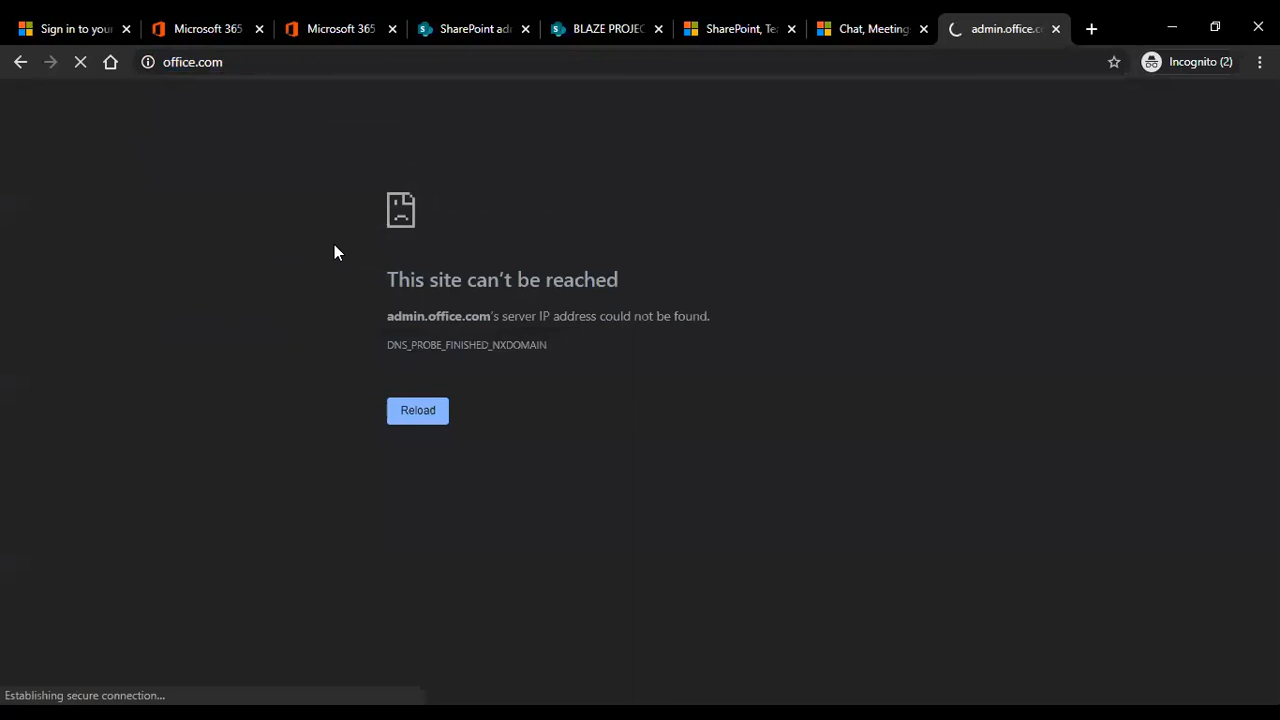 Sign in to your
Microsoft 365
Microsoft 365
SharePoint ad
BLAZE PROJEC
SharePoint, Te
Chat, Meeting
admin.office.c
office.com
Incognito (2)
This site can't be reached
admin.office.com's server IP address could not be found.
DNS_PROBE_FINISHED_NXDOMAIN
Reload
Establishing secure connection...